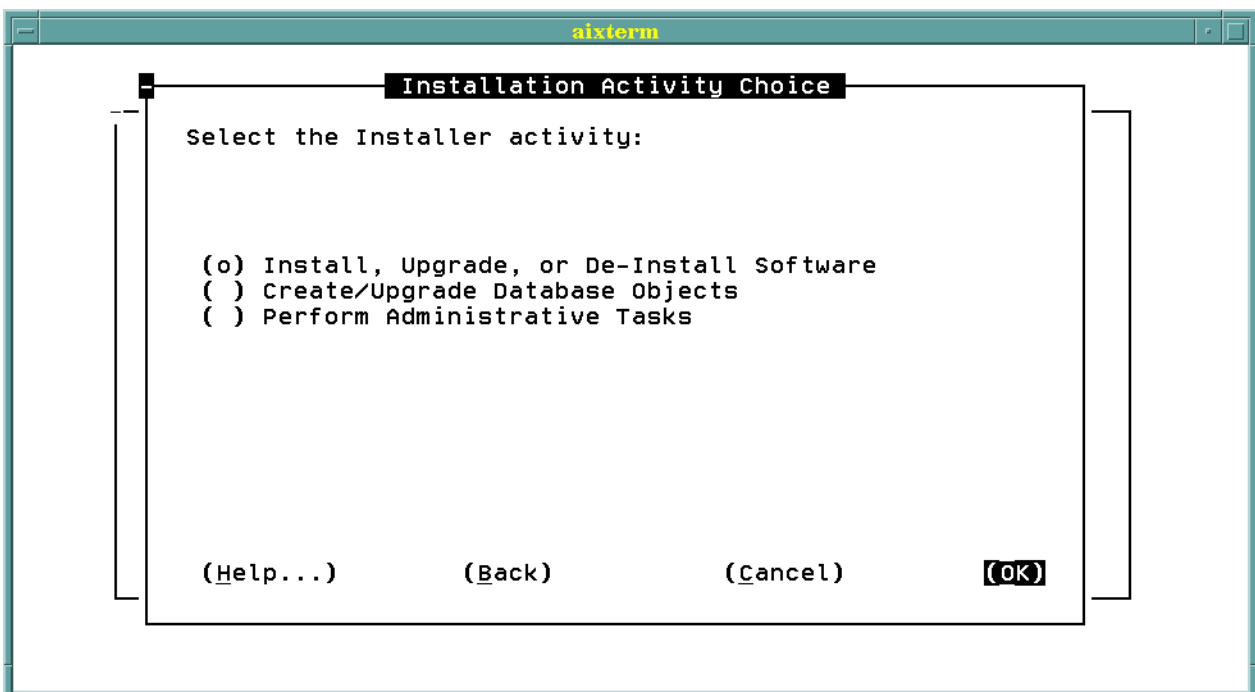 aixterm
Installation Activity Choice
Select the Installer activity:
(o) Install, Upgrade, or De-Install Software
( ) Create/Upgrade Database Objects
( ) Perform Administrative Tasks
(Help...) (Back) (Cancel) (OK)